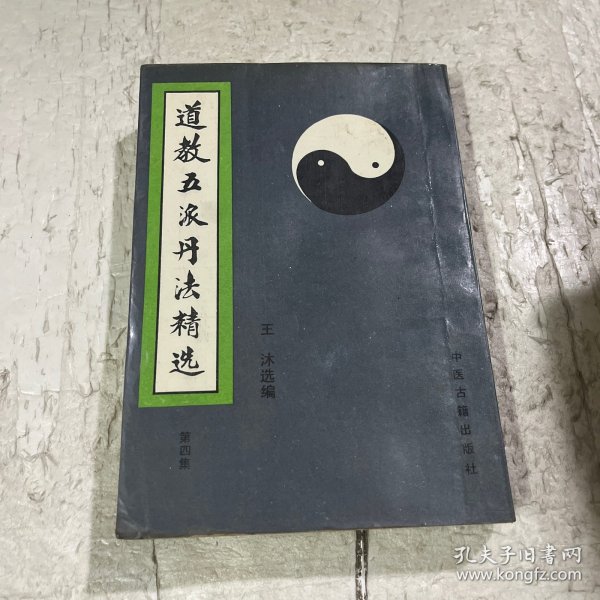 道教五派丹法精选
第四集
王沐选编
中医古籍出版社
孔夫子旧书网
www.kongfz.com